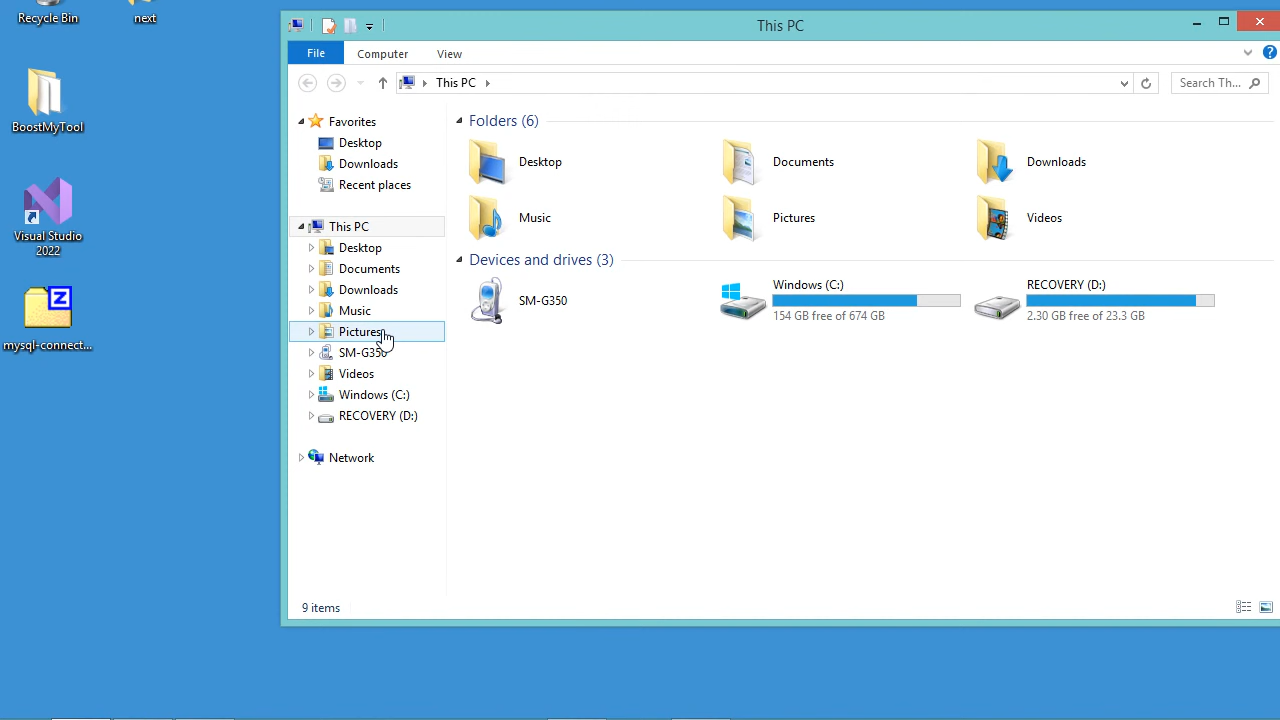 Recycle Bin
next
BoostMyTool
Visual Studio
2022
mysql-connect...
This PC
File
Computer
View
This PC
Search Th...
Favorites
Desktop
Downloads
Recent places
This PC
Desktop
Documents
Downloads
Music
Pictures
SM-G350
Videos
Windows (C:)
RECOVERY (D:)
Network
Folders (6)
Desktop
Documents
Downloads
Music
Pictures
Videos
Devices and drives (3)
SM-G350
Windows (C:)
154 GB free of 674 GB
RECOVERY (D:)
2.30 GB free of 23.3 GB
9 items